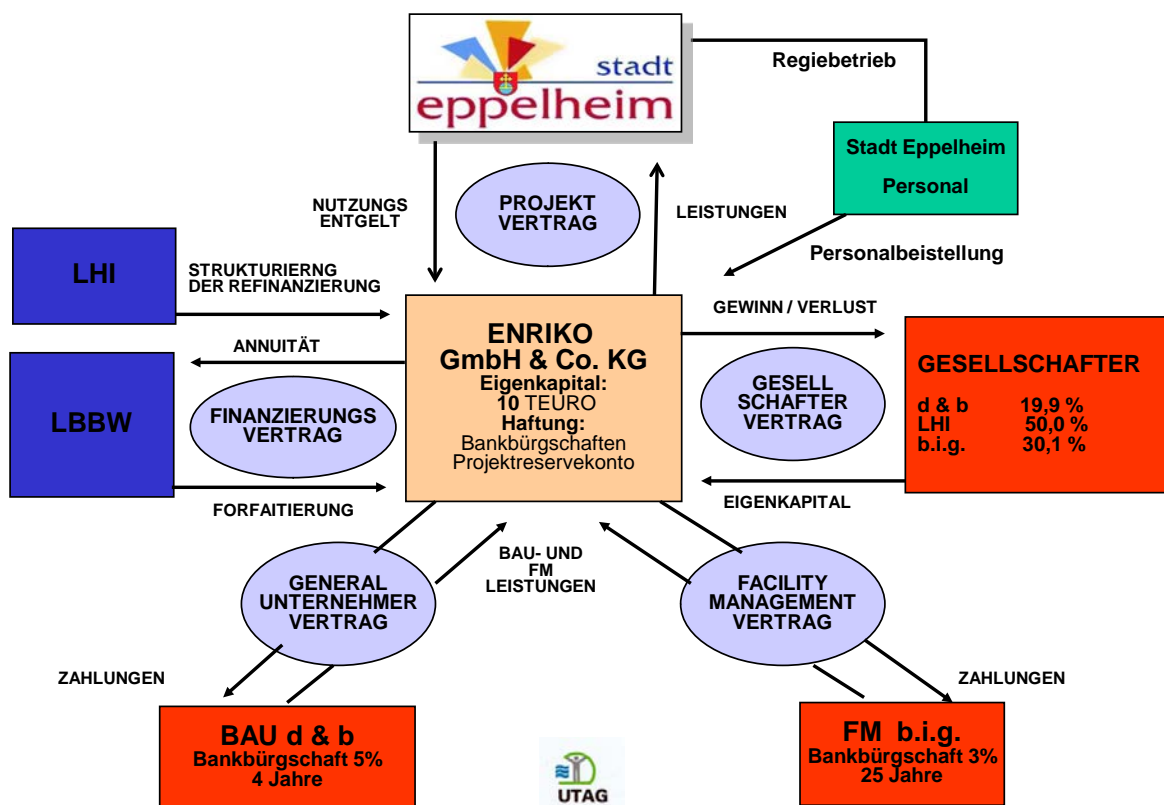 stadt
eppelheim
Regiebetrieb
Stadt Eppelheim
Personal
NUTZUNGS
ENTGELT
PROJEKT
VERTRAG
LEISTUNGEN
Personalbeistellung
LHI
STRUKTURIERNG
DER REFINANZIERUNG
GEWINN / VERLUST
ENRIKO
GmbH & Co. KG
Eigenkapital:
10 TEURO
Haftung:
Bankbürgschaften
Projektreservekonto
ANNUITÄT
LBBW
FINANZIERUNGS
VERTRAG
FORFAITIERUNG
GESELL
SCHAFTER
VERTRAG
GESELLSCHAFTER
d & b 19,9 %
LHI 50,0 %
b.i.g. 30,1 %
EIGENKAPITAL
GENERAL
UNTERNEHMER
VERTRAG
BAU- UND
FM
LEISTUNGEN
FACILITY
MANAGEMENT
VERTRAG
ZAHLUNGEN
ZAHLUNGEN
BAU d & b
Bankbürgschaft 5%
4 Jahre
FM b.i.g.
Bankbürgschaft 3%
25 Jahre
UTAG